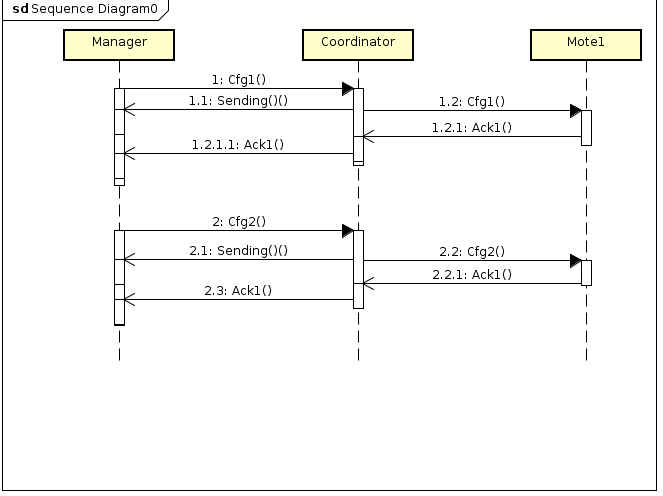 sd Sequence Diagram0
Manager
Coordinator
Mote1
1: Cfg1()
1.1: Sending()()
1.2: Cfg1()
1.2.1: Ack1()
1.2.1.1: Ack1()
2: Cfg2()
2.1: Sending()()
2.2: Cfg2()
2.2.1: Ack1()
2.3: Ack1()